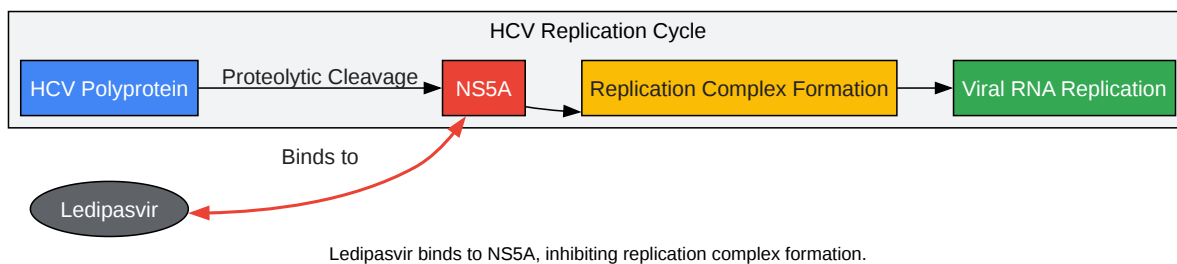 HCV Replication Cycle
HCV Polyprotein
Proteolytic Cleavage
NS5A
Replication Complex Formation
Viral RNA Replication
Binds to
Ledipasvir
Ledipasvir binds to NS5A, inhibiting replication complex formation.